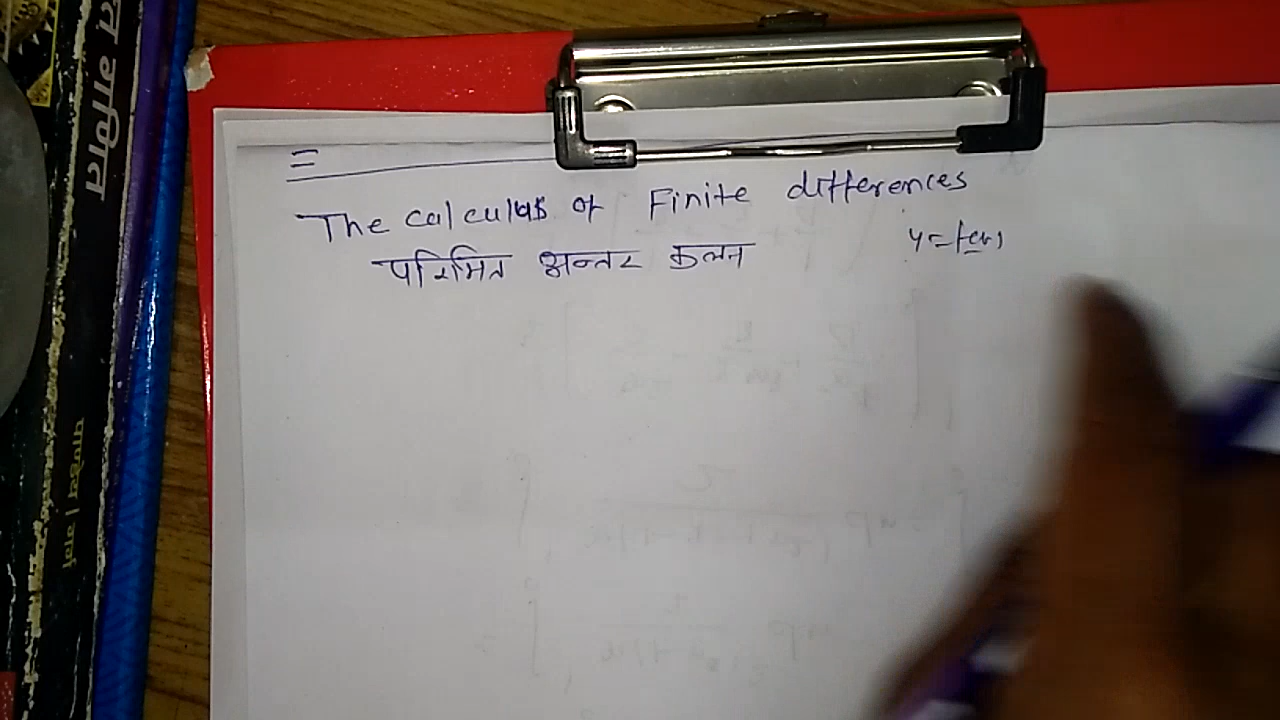 The calculus of Finite differences
परिमित अन्तर कलन
y = f(x)